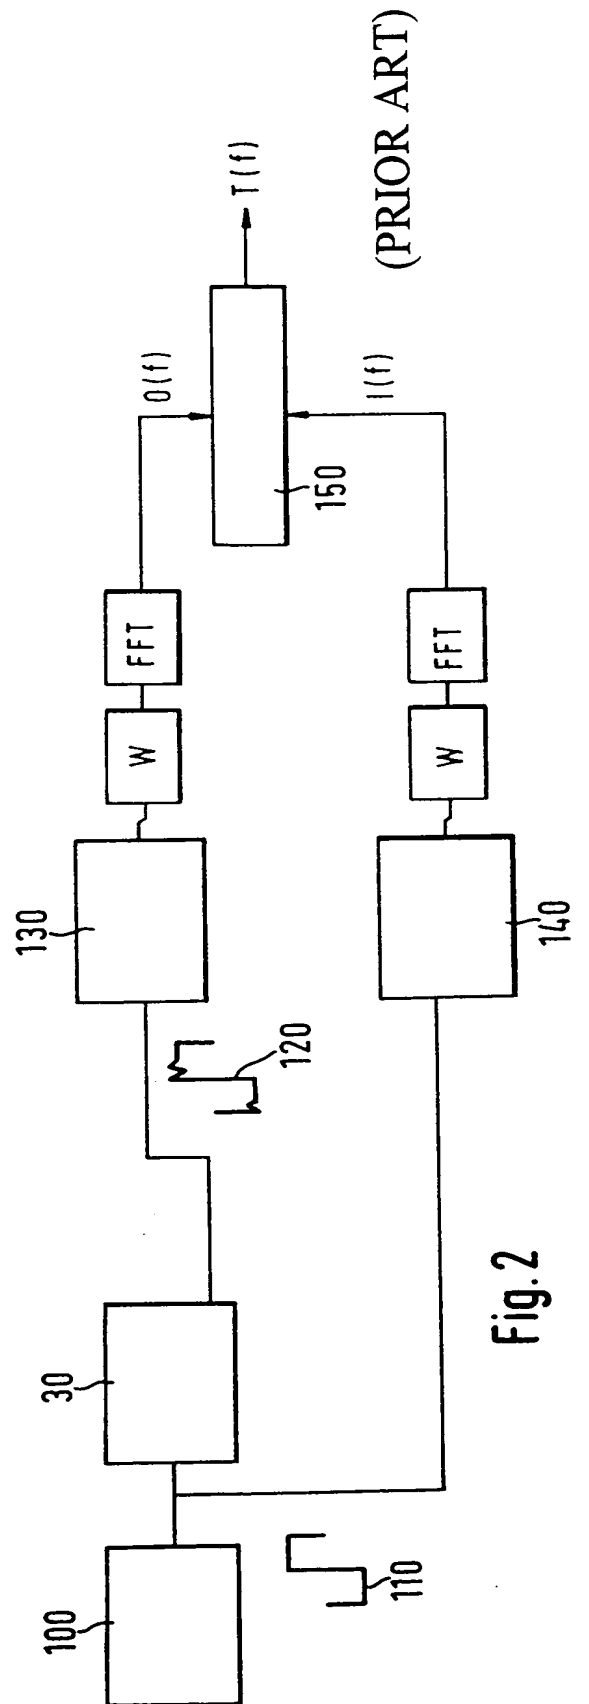 100
110
30
120
130
140
W
W
FFT
FFT
O(f)
I(f)
150
T(f)
Fig.2
(PRIOR ART)